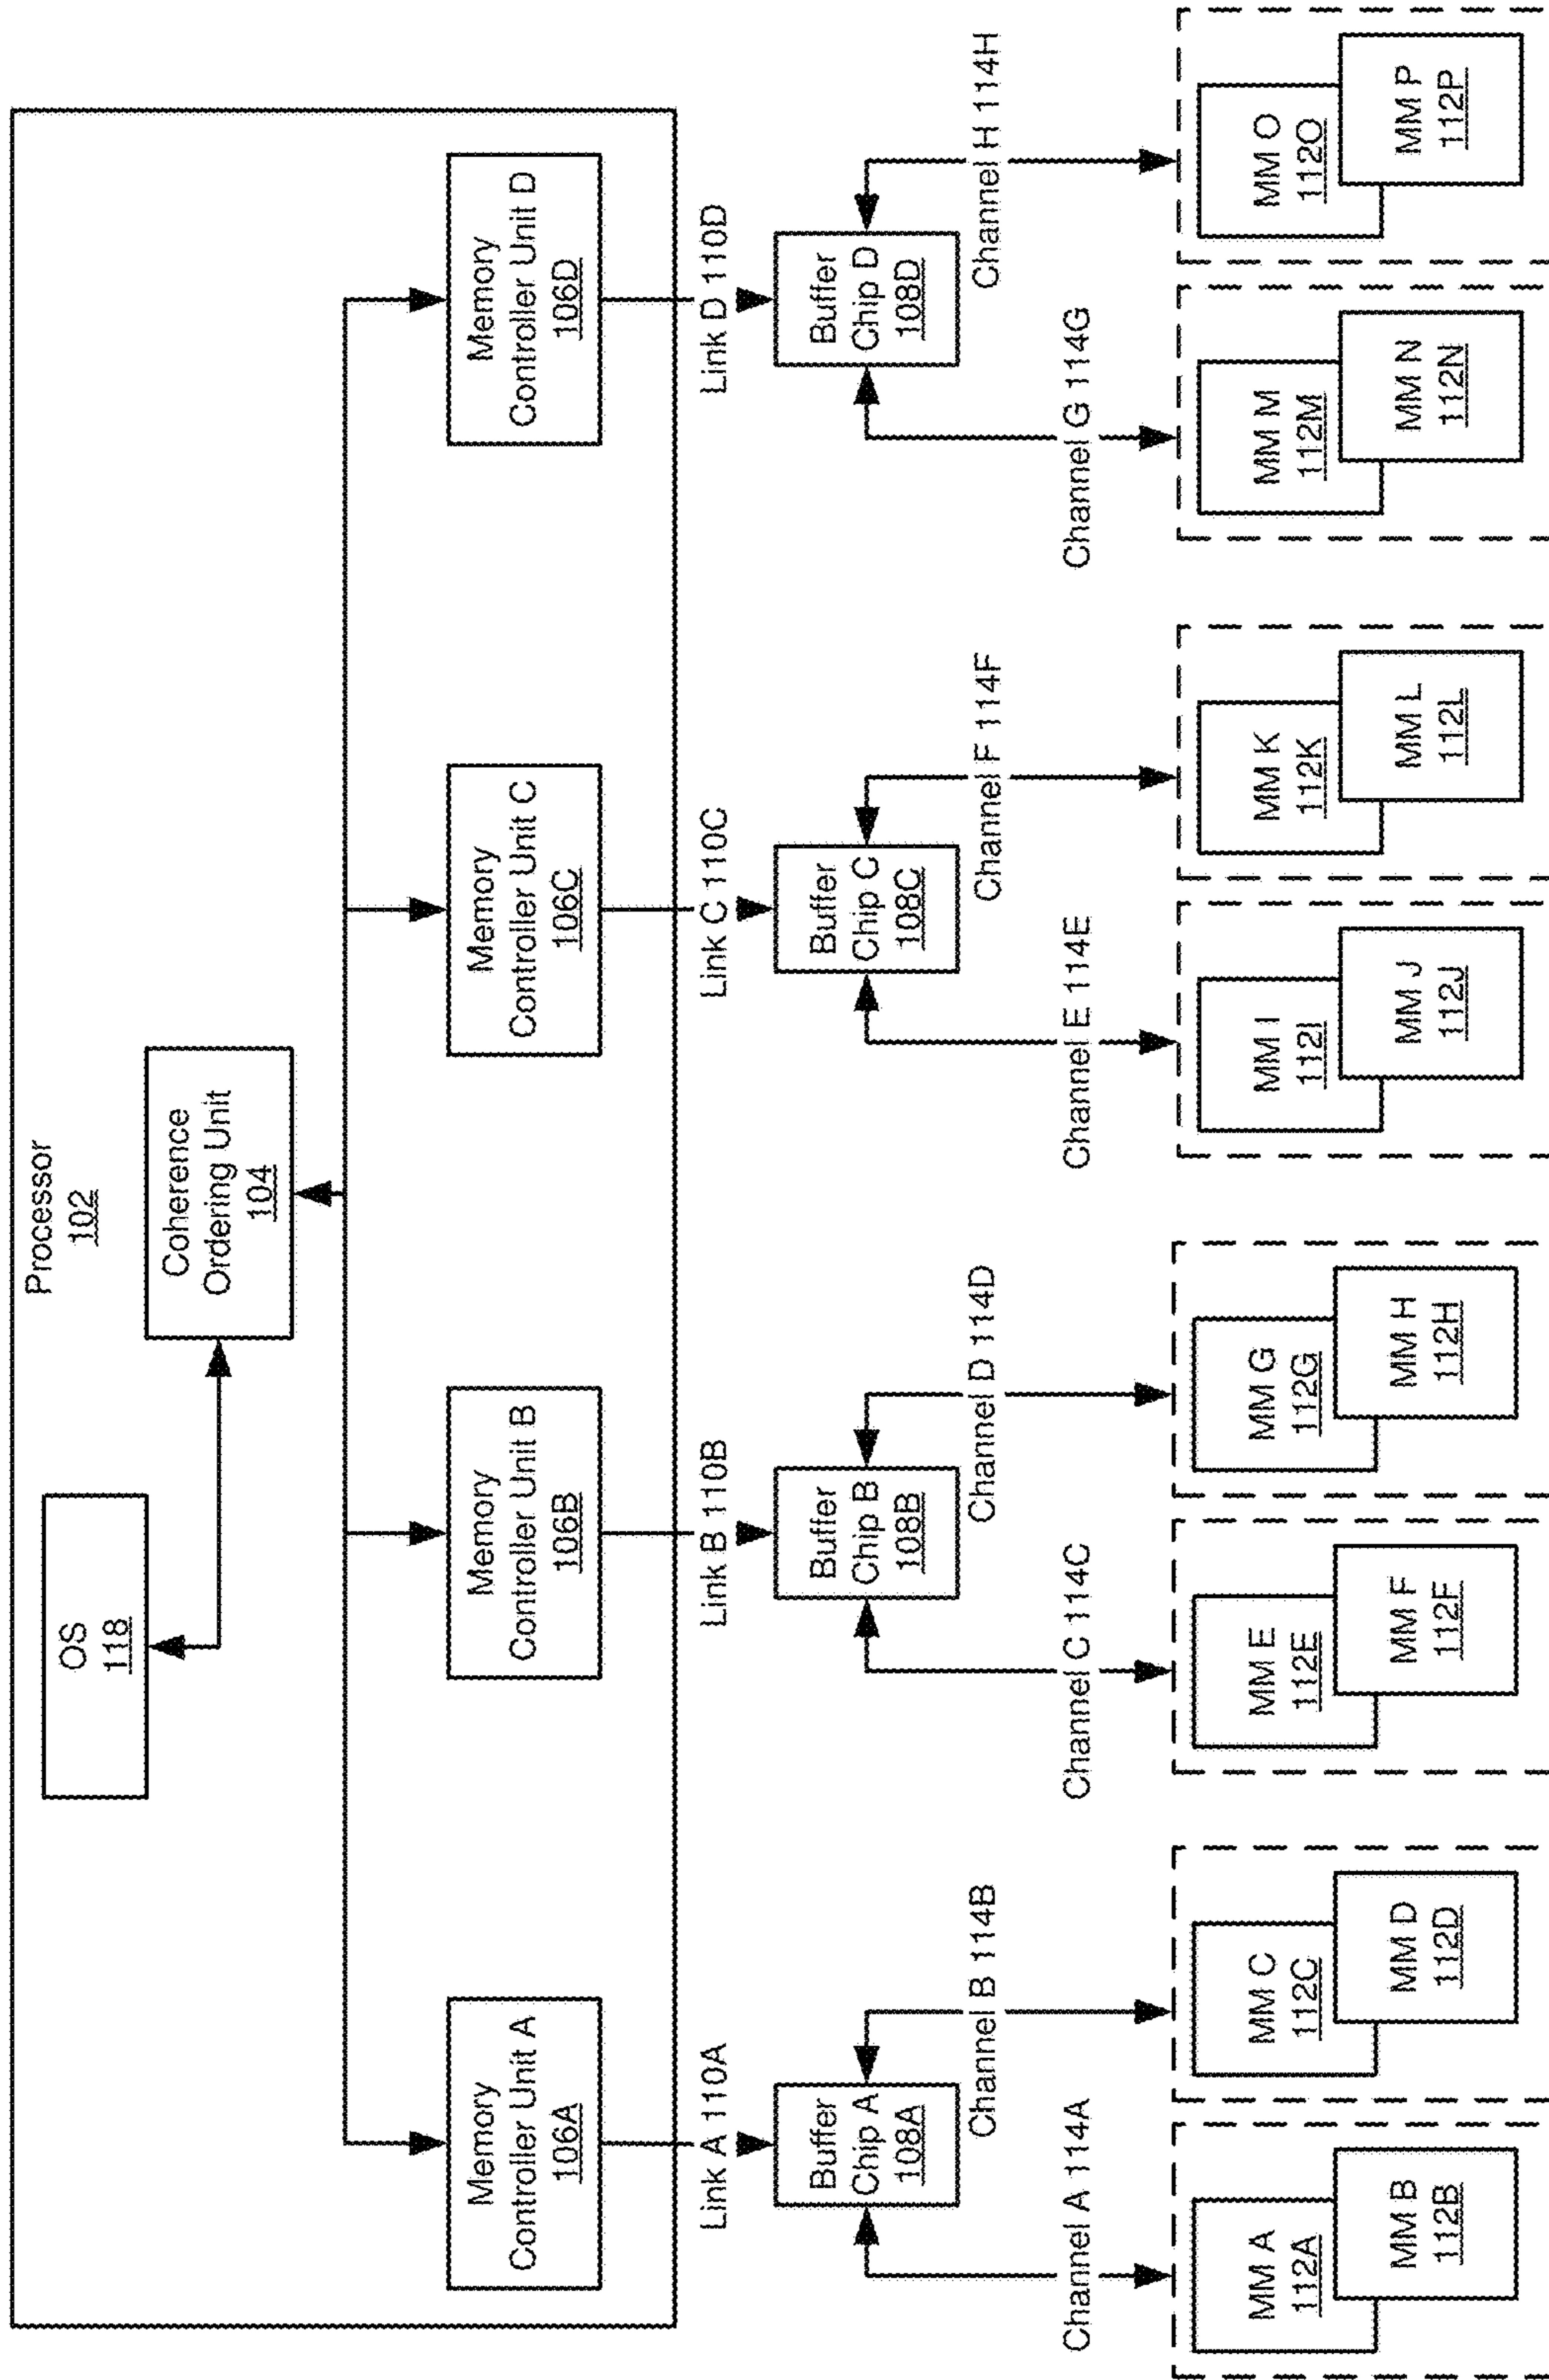 Processor
102
OS
118
Coherence
Ordering Unit
104
Memory
Controller Unit A
106A
Memory
Controller Unit B
106B
Memory
Controller Unit C
106C
Memory
Controller Unit D
106D
Link A 110A
Link B 110B
Link C 110C
Link D 110D
Buffer
Chip A
108A
Buffer
Chip B
108B
Buffer
Chip C
108C
Buffer
Chip D
108D
Channel A 114A
Channel B 114B
Channel C 114C
Channel D 114D
Channel E 114E
Channel F 114F
Channel G 114G
Channel H 114H
MM A
112A
MM B
112B
MM C
112C
MM D
112D
MM E
112E
MM F
112F
MM G
112G
MM H
112H
MM I
112I
MM J
112J
MM K
112K
MM L
112L
MM M
112M
MM N
112N
MM O
112O
MM P
112P